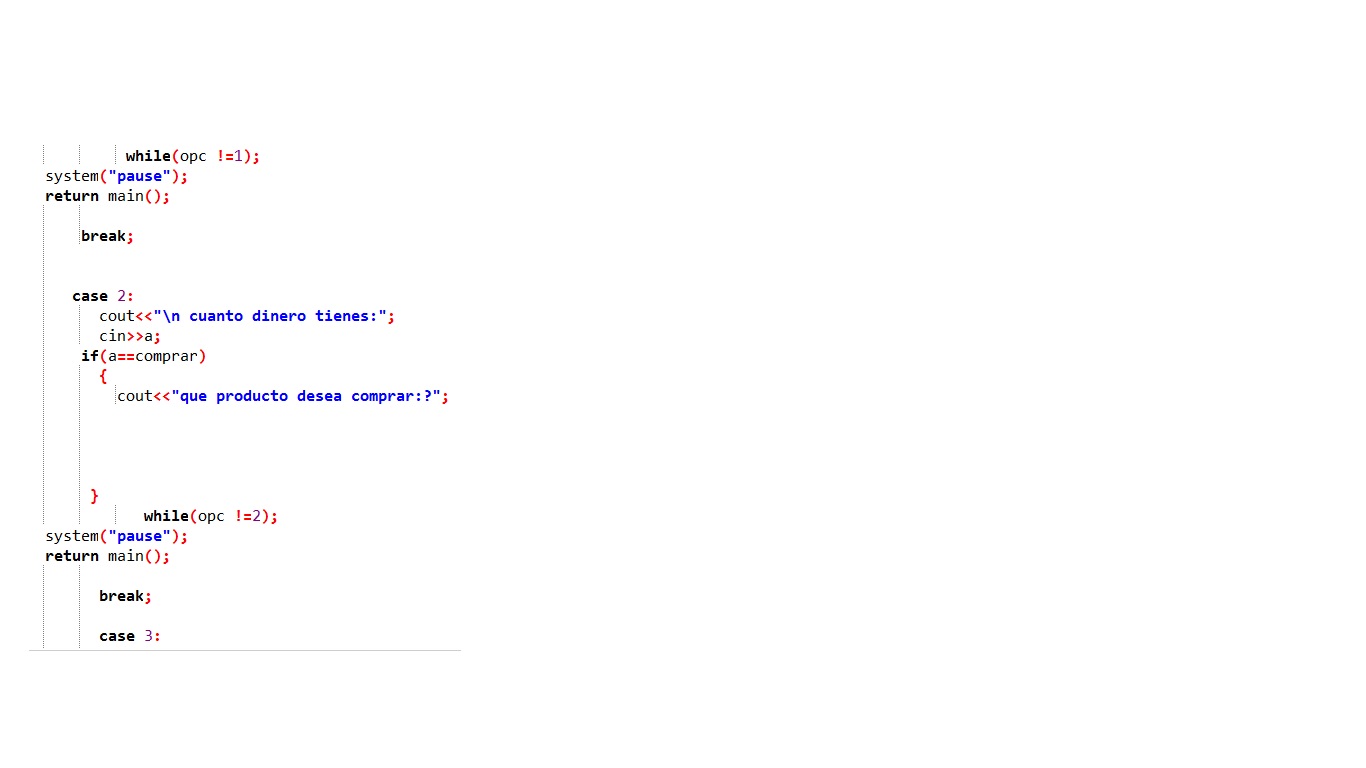 while(opc !=1);
system("pause");
return main();
break;
case 2:
cout<<"\n cuanto dinero tienes:";
cin>>a;
if(a==comprar)
{
cout<<"que producto desea comprar:?";
}
while(opc !=2);
system("pause");
return main();
break;
case 3: